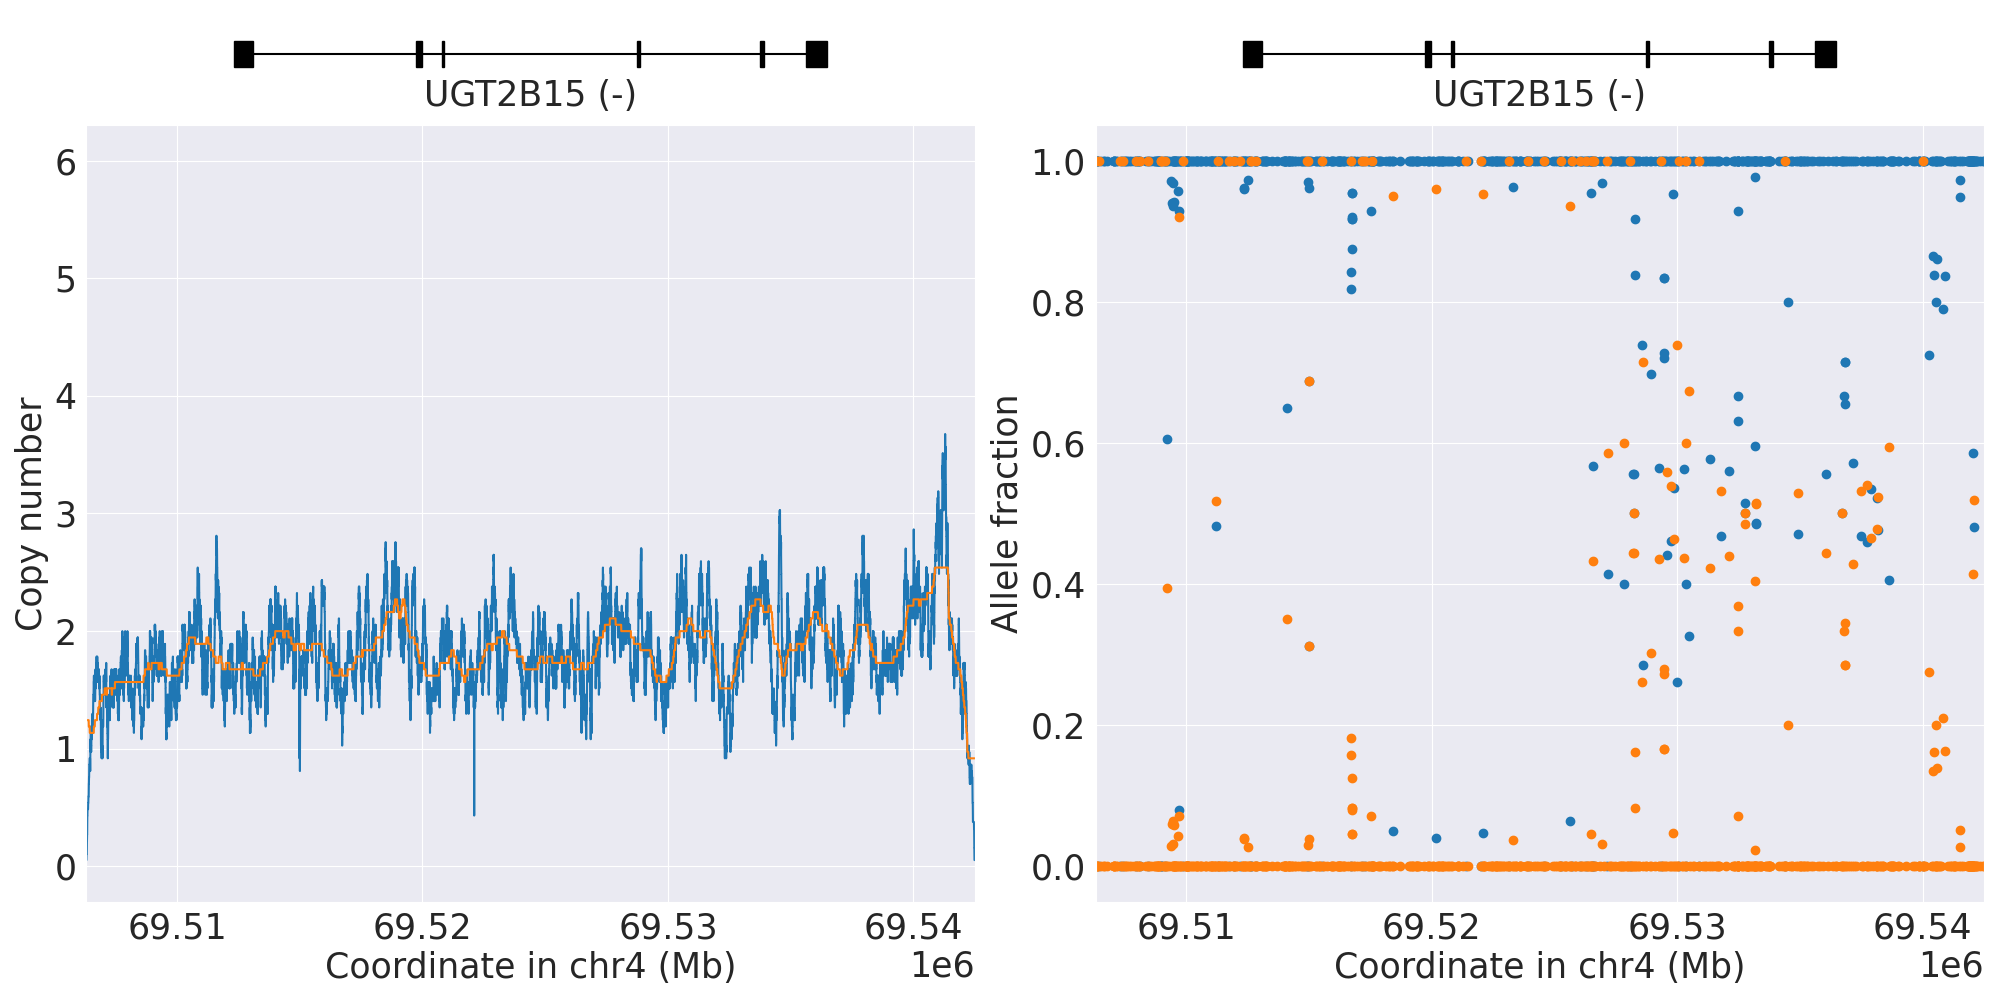 UGT2B15 (-)
6
5
4
3
2
1
0
Copy number
69.51 69.52 69.53 69.54
Coordinate in chr4 (Mb)
1e6
UGT2B15 (-)
1.0
0.8
0.6
0.4
0.2
0.0
Allele fraction
69.51 69.52 69.53 69.54
Coordinate in chr4 (Mb)
1e6